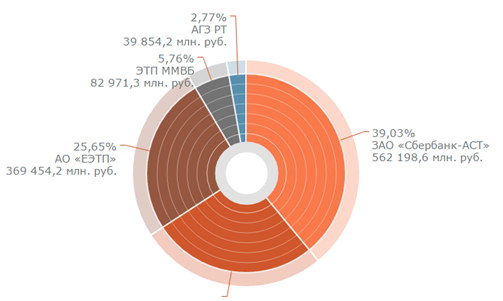 2,77%
АГЗ РТ
39 854,2 млн. руб.
5,76%
ЭТП ММВБ
82 971,3 млн. руб.
39,03%
ЗАО «Сбербанк-АСТ»
562 198,6 млн. руб.
25,65%
АО «ЕЭТП»
369 454,2 млн. руб.